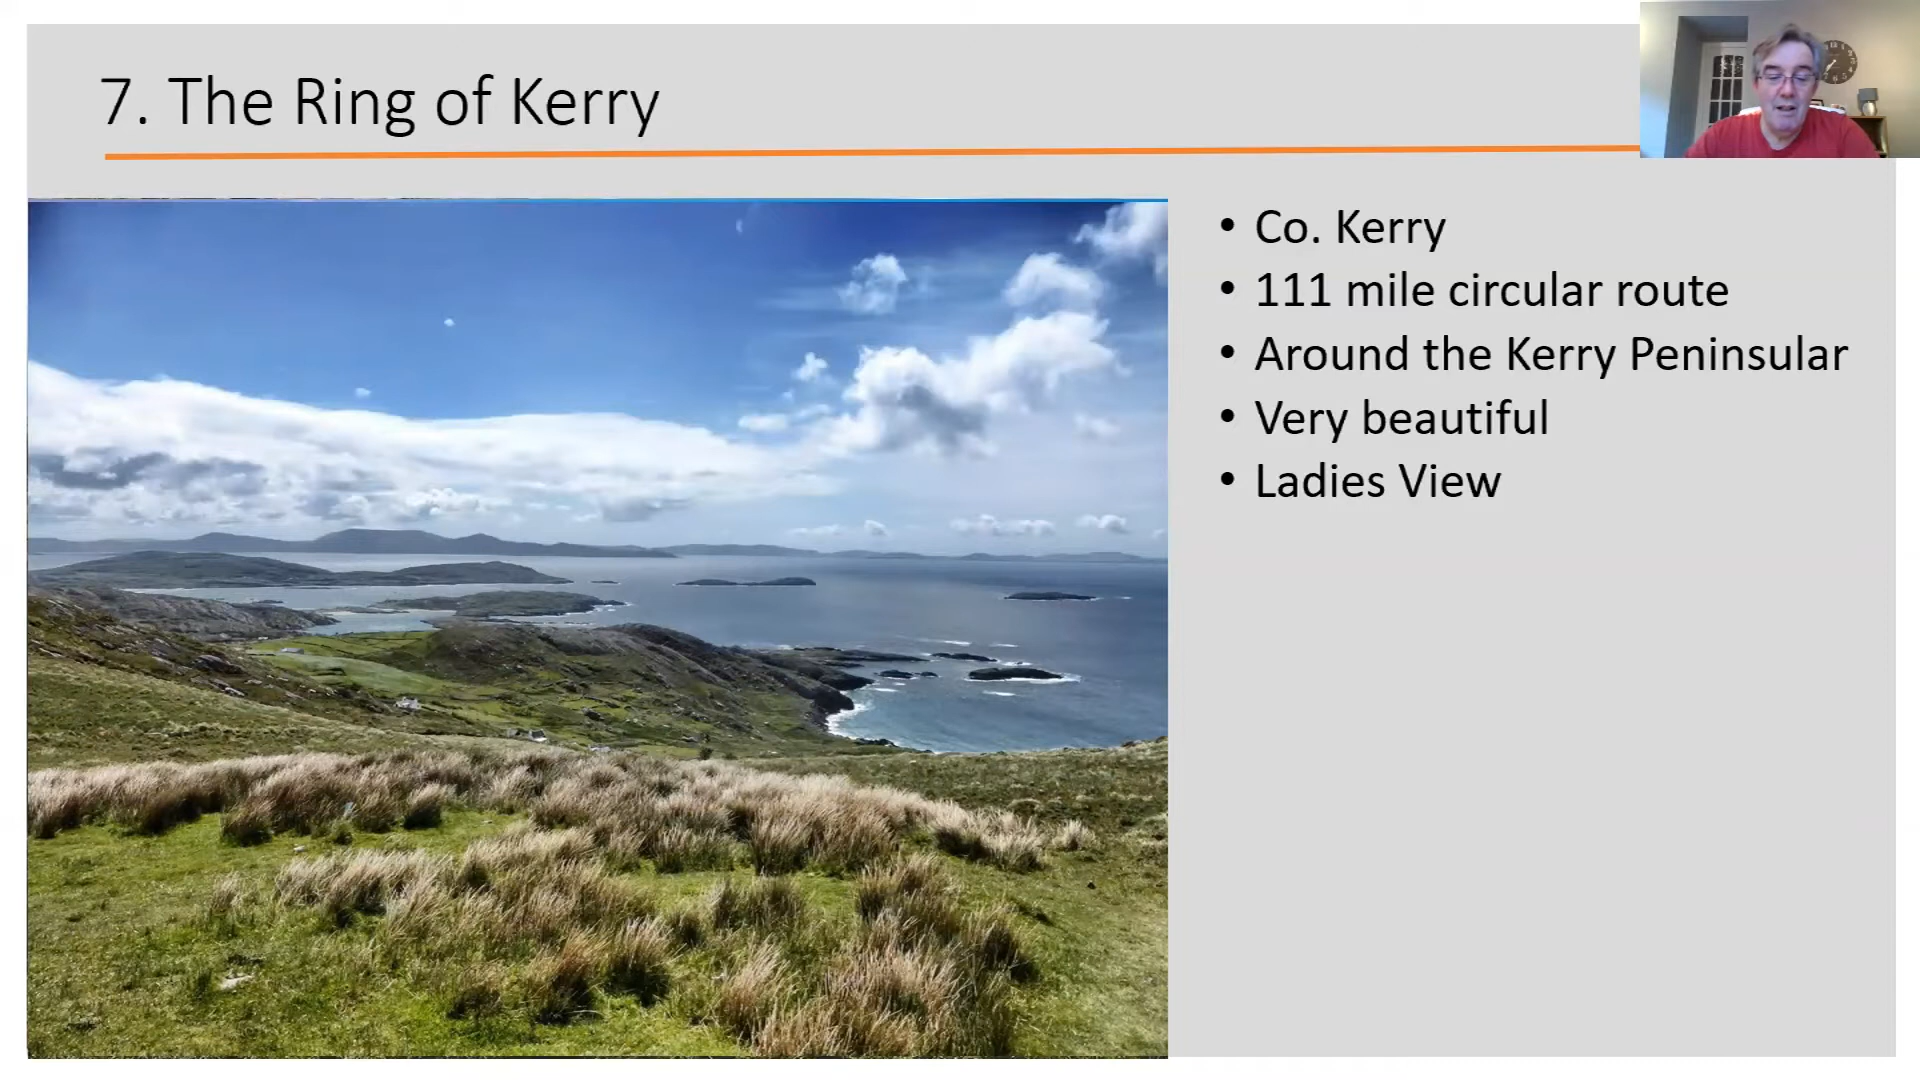 7. The Ring of Kerry
• Co. Kerry
• 111 mile circular route
• Around the Kerry Peninsular
• Very beautiful
• Ladies View